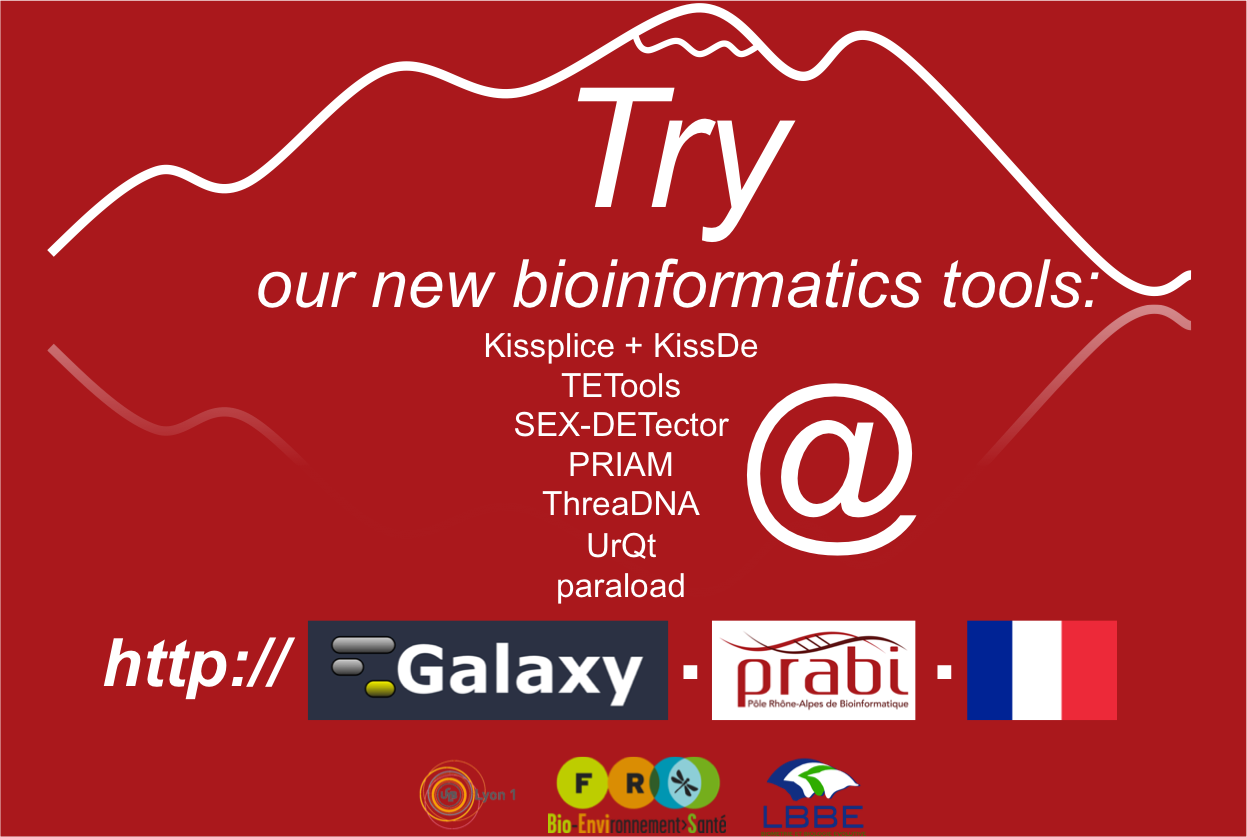 Try
our new bioinformatics tools:
Kissplice + KissDe
TETools
SEX-DETector
PRIAM
ThreaDNA
UrQt
paraload
@
http://
Galaxy
.
prabi
Pôle Rhône-Alpes de Bioinformatique
.
Lyon 1
F R
Bio-Environnement>Santé
LBBE